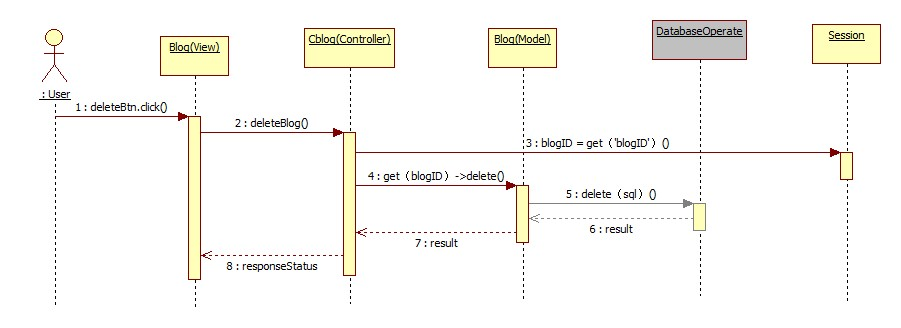 Blog(View)
Cblog(Controller)
Blog(Model)
DatabaseOperate
Session
: User
1 : deleteBtn.click()
2 : deleteBlog()
3 : blogID = get（'blogID'）()
4 : get（blogID）->delete()
5 : delete（sql）()
6 : result
7 : result
8 : responseStatus